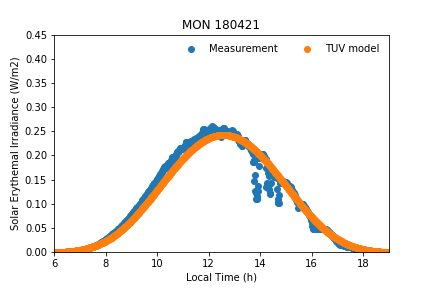 MON 180421
Solar Erythemal Irradiance (W/m2)
0.45
0.40
0.35
0.30
0.25
0.20
0.15
0.10
0.05
0.00
Measurement TUV model
6 8 10 12 14 16 18
Local Time (h)